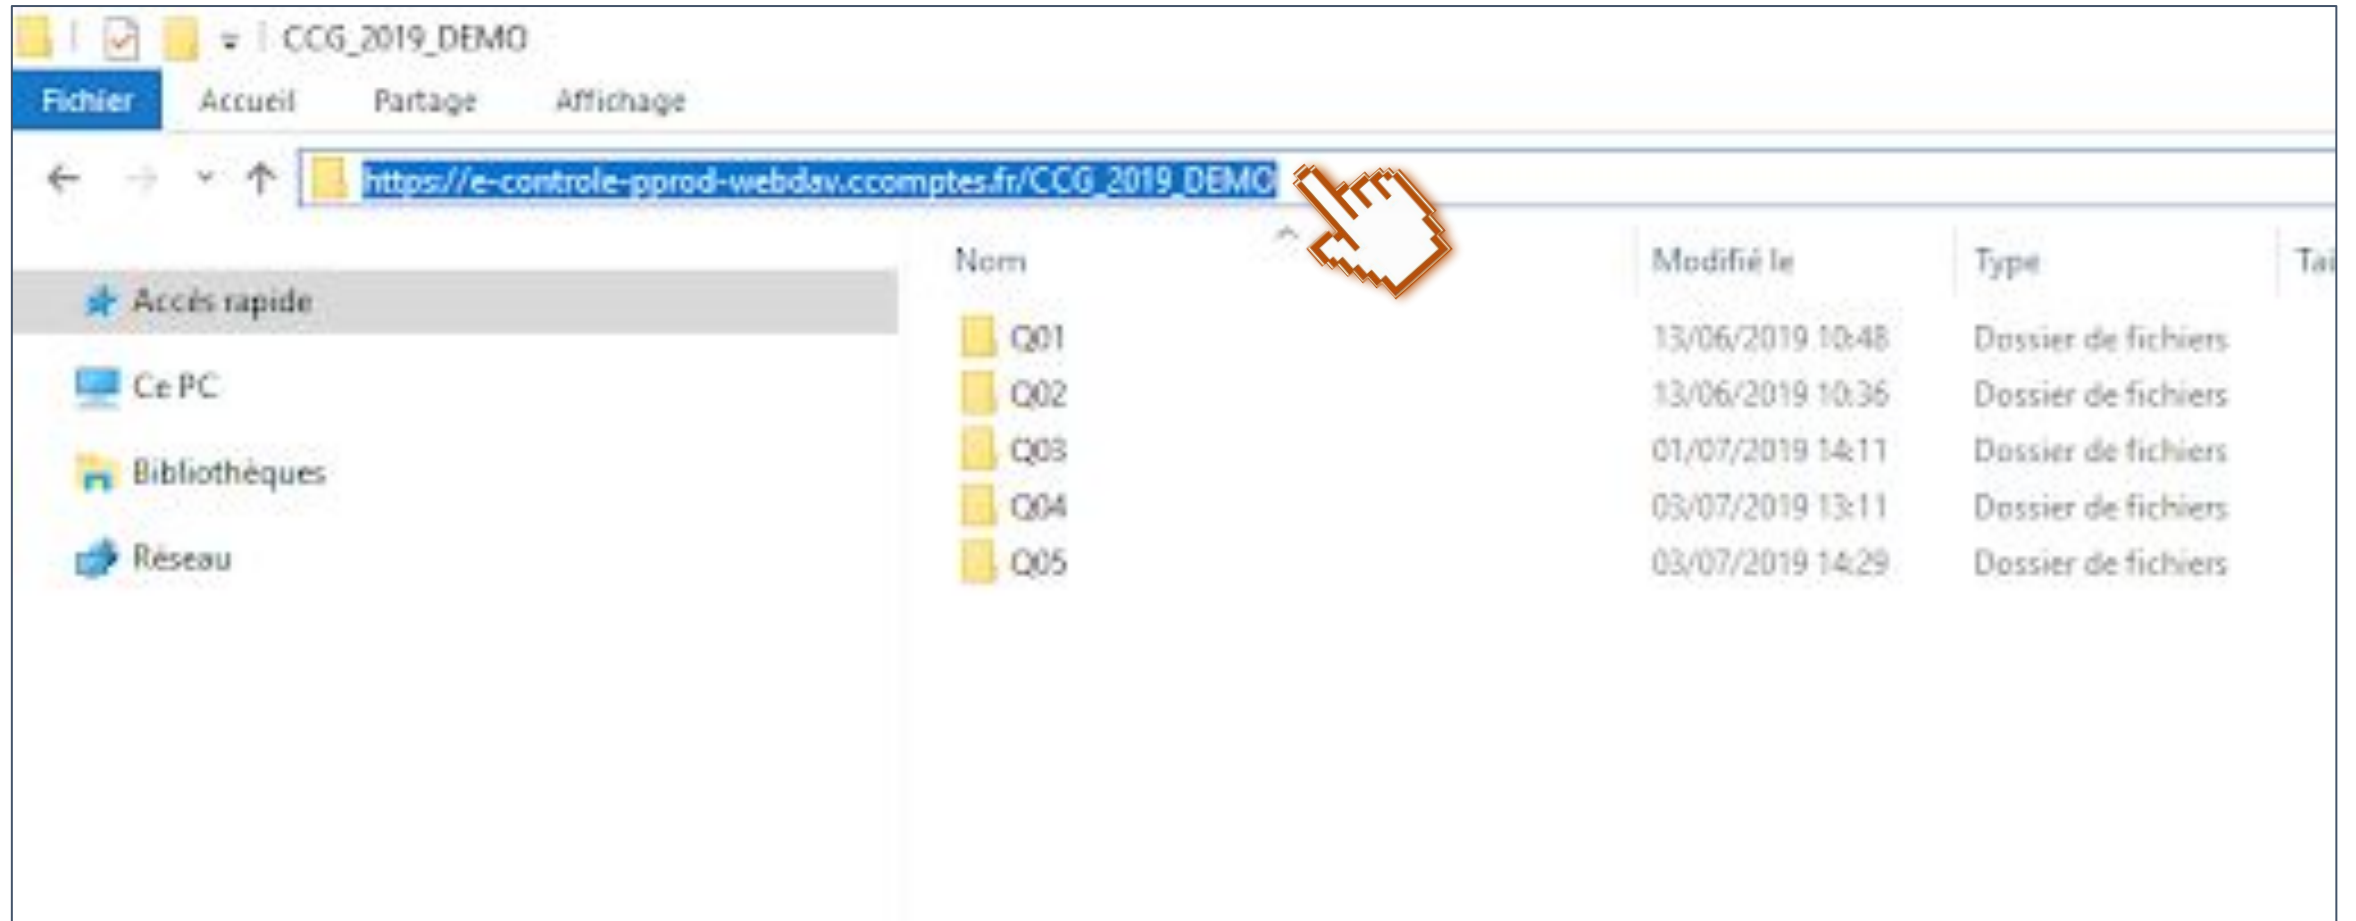 CCG_2019_DEMO
Fichier Accueil Partage Affichage
https://e-controle-pprod-webdav.ccomptes.fr/CCG_2019_DEMO
Nom Modifié le Type Tai
Accès rapide
Q01 13/06/2019 10:48 Dossier de fichiers
Ce PC
Q02 13/06/2019 10:36 Dossier de fichiers
Q03 01/07/2019 14:11 Dossier de fichiers
Bibliothèques
Q04 03/07/2019 13:11 Dossier de fichiers
Réseau
Q05 03/07/2019 14:29 Dossier de fichiers